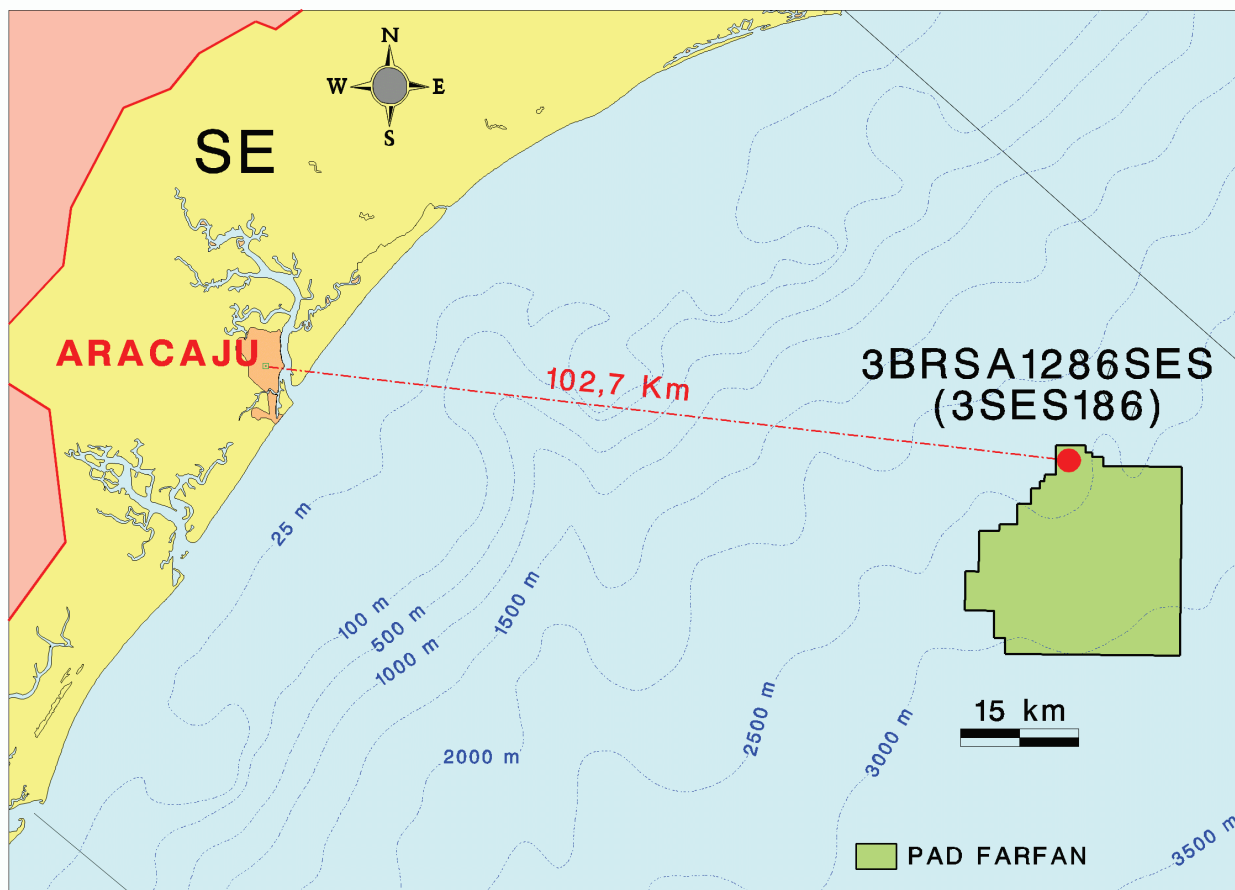 N
W E
S
SE
ARACAJU
102,7 Km
3BRSA1286SES
(3SES186)
25 m
100 m
500 m
1000 m
1500 m
2000 m
2500 m
3000 m
3500 m
15 km
PAD FARFAN